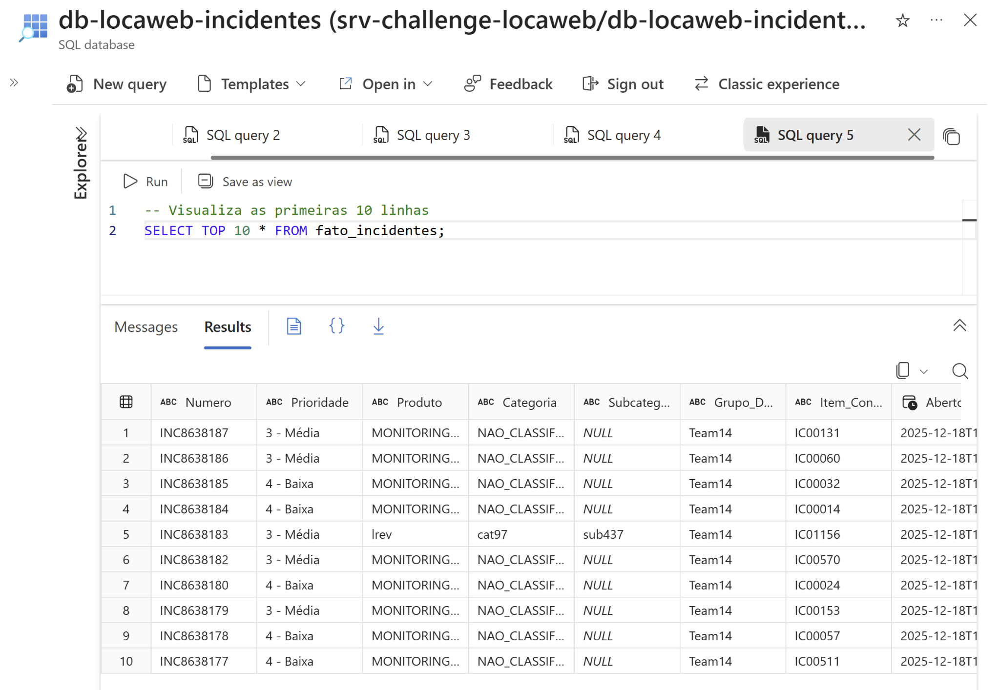 db-locaweb-incidentes (srv-challenge-locaweb/db-locaweb-incident...
SQL database
New query
Templates
Open in
Feedback
Sign out
Classic experience
Explorer
SQL query 2
SQL query 3
SQL query 4
SQL query 5
Run
Save as view
1 -- Visualiza as primeiras 10 linhas
2 SELECT TOP 10 * FROM fato_incidentes;
Messages
Results
ABC Numero ABC Prioridade ABC Produto ABC Categoria ABC Subcateg... ABC Grupo_D... ABC Item_Con... Aberto
1 INC8638187 3 - Média MONITORING... NAO_CLASSIF... NULL Team14 IC00131 2025-12-18T1
2 INC8638186 3 - Média MONITORING... NAO_CLASSIF... NULL Team14 IC00060 2025-12-18T1
3 INC8638185 4 - Baixa MONITORING... NAO_CLASSIF... NULL Team14 IC00032 2025-12-18T1
4 INC8638184 4 - Baixa MONITORING... NAO_CLASSIF... NULL Team14 IC00014 2025-12-18T1
5 INC8638183 3 - Média lrev cat97 sub437 Team14 IC01156 2025-12-18T1
6 INC8638182 3 - Média MONITORING... NAO_CLASSIF... NULL Team14 IC00570 2025-12-18T1
7 INC8638180 4 - Baixa MONITORING... NAO_CLASSIF... NULL Team14 IC00024 2025-12-18T1
8 INC8638179 3 - Média MONITORING... NAO_CLASSIF... NULL Team14 IC00153 2025-12-18T1
9 INC8638178 4 - Baixa MONITORING... NAO_CLASSIF... NULL Team14 IC00057 2025-12-18T1
10 INC8638177 4 - Baixa MONITORING... NAO_CLASSIF... NULL Team14 IC00511 2025-12-18T1